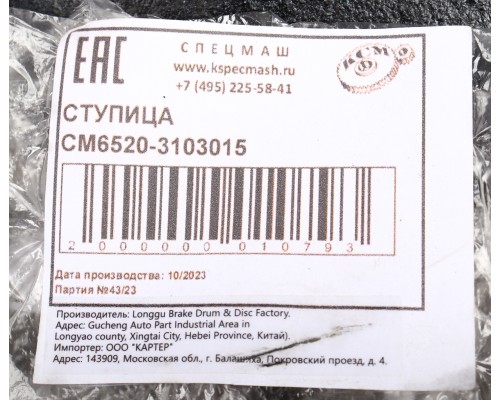 ЕАС
СПЕЦМАШ
КСМ
www.kspecmash.ru
+7 (495) 225-58-41
СТУПИЦА
СМ6520-3103015
2000000010793
Дата производства: 10/2023
Партия №43/23
Производитель: Longgu Brake Drum & Disc Factory.
Адрес: Gucheng Auto Part Industrial Area in
Longyao county, Xingtai City, Hebei Province, Китай).
Импортер: ООО "КАРТЕР"
Адрес: 143909, Московская обл., г. Балашиха, Покровский проезд, д. 4.